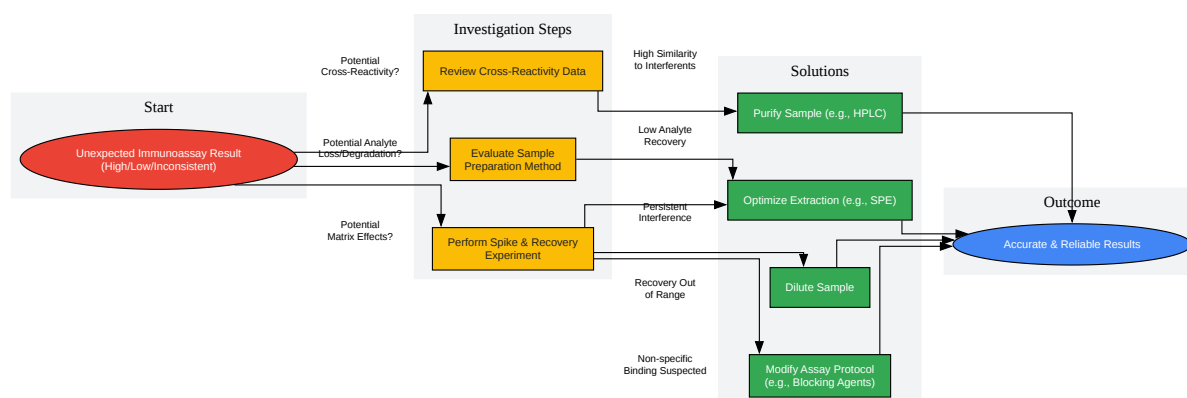 Start
Unexpected Immunoassay Result
(High/Low/Inconsistent)
Potential
Cross-Reactivity?
Potential Analyte
Loss/Degradation?
Potential
Matrix Effects?
Investigation Steps
Review Cross-Reactivity Data
Evaluate Sample
Preparation Method
Perform Spike & Recovery
Experiment
High Similarity
to Interferents
Low Analyte
Recovery
Persistent
Interference
Recovery Out
of Range
Non-specific
Binding Suspected
Solutions
Purify Sample (e.g., HPLC)
Optimize Extraction (e.g., SPE)
Dilute Sample
Modify Assay Protocol
(e.g., Blocking Agents)
Outcome
Accurate & Reliable Results